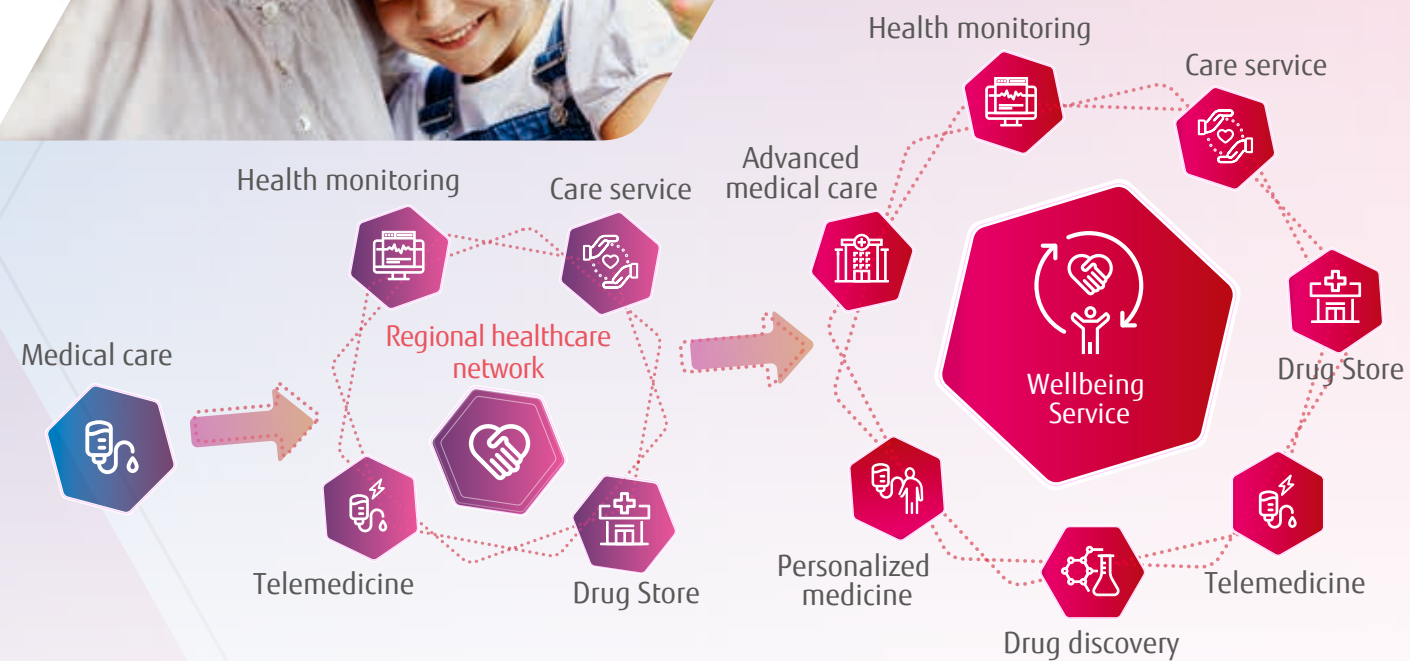 Medical care
Health monitoring
Care service
Regional healthcare
network
Telemedicine
Drug Store
Health monitoring
Care service
Advanced
medical care
Wellbeing
Service
Drug Store
Personalized
medicine
Telemedicine
Drug discovery